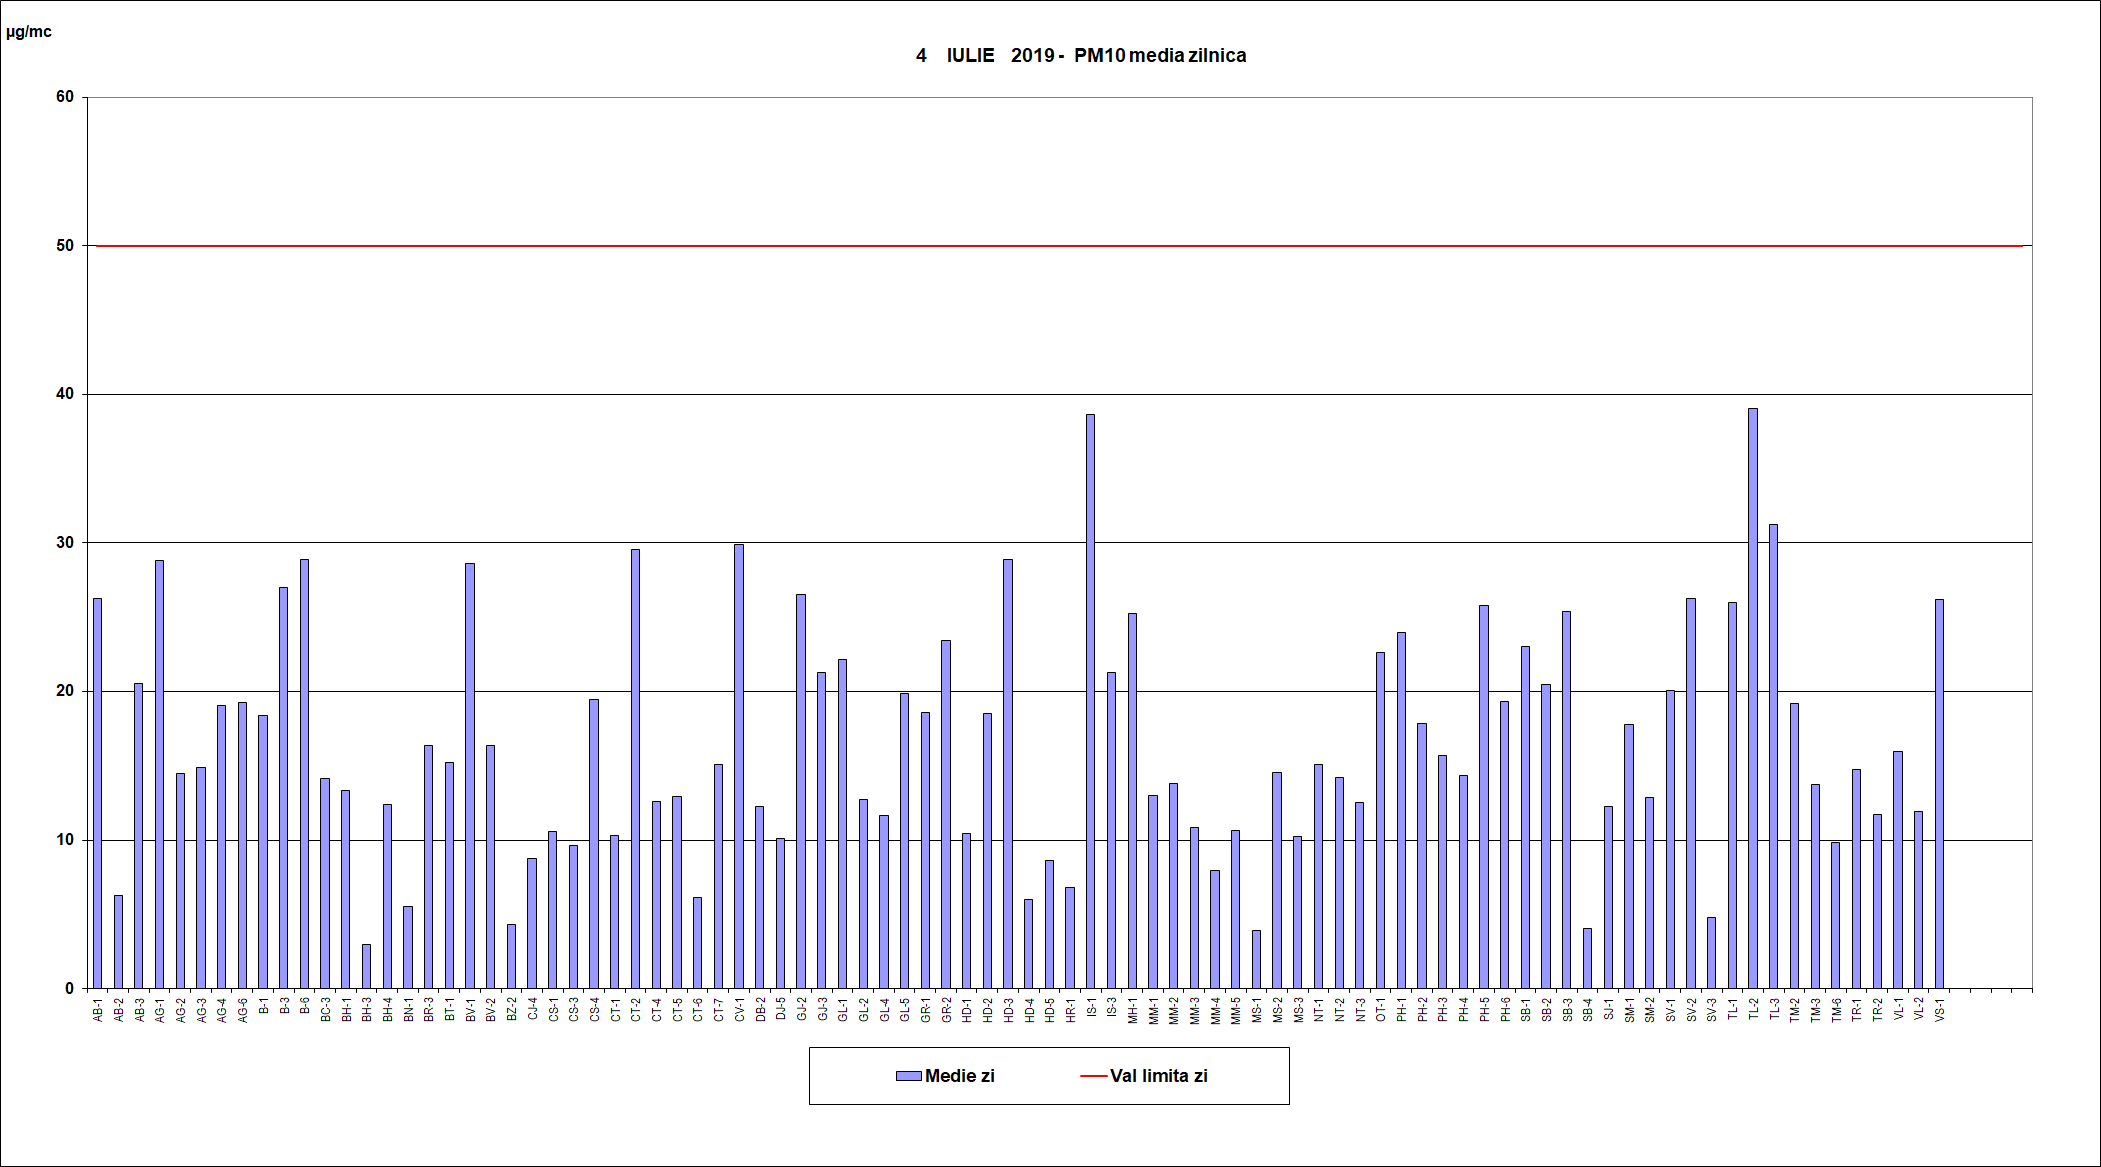 µg/mc
4 IULIE 2019 - PM10 media zilnica
60
50
40
30
20
10
0
AB-1 AB-2 AB-3 AG-1 AG-2 AG-3 AG-4 AG-6 B-1 B-3 B-6 BC-3 BH-1 BH-3 BH-4 BN-1 BR-3 BT-1 BV-1 BV-2 BZ-2 CJ-4 CS-1 CS-3 CS-4 CT-1 CT-2 CT-4 CT-5 CT-6 CT-7 CV-1 DB-2 DJ-5 GJ-2 GJ-3 GL-1 GL-2 GL-4 GL-5 GR-1 GR-2 HD-1 HD-2 HD-3 HD-4 HD-5 HR-1 IS-1 IS-3 MH-1 MM-1 MM-2 MM-3 MM-4 MM-5 MS-1 MS-2 MS-3 NT-1 NT-2 NT-3 OT-1 PH-1 PH-2 PH-3 PH-4 PH-5 PH-6 SB-1 SB-2 SB-3 SB-4 SJ-1 SM-1 SM-2 SV-1 SV-2 SV-3 TL-1 TL-2 TL-3 TM-2 TM-3 TM-6 TR-1 TR-2 VL-1 VL-2 VS-1
Medie zi Val limita zi